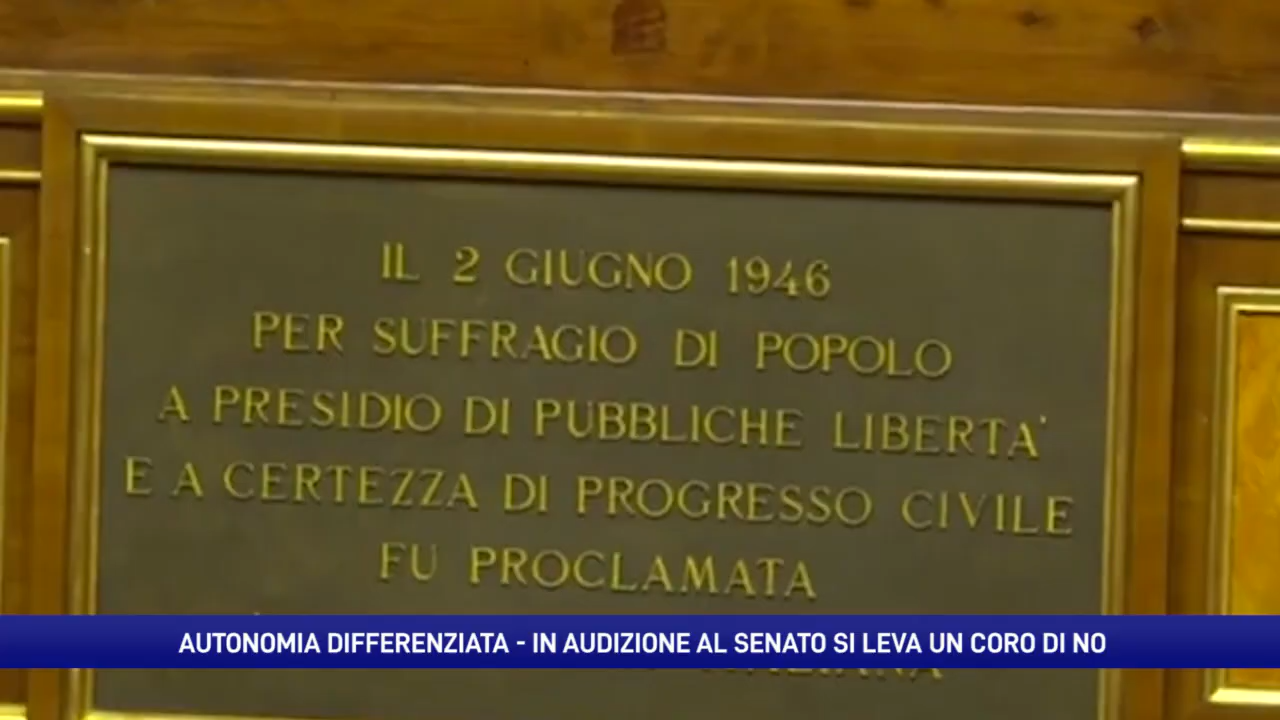 IL 2 GIUGNO 1946
PER SUFFRAGIO DI POPOLO
A PRESIDIO DI PUBBLICHE LIBERTA'
E A CERTEZZA DI PROGRESSO CIVILE
FU PROCLAMATA
AUTONOMIA DIFFERENZIATA - IN AUDIZIONE AL SENATO SI LEVA UN CORO DI NO